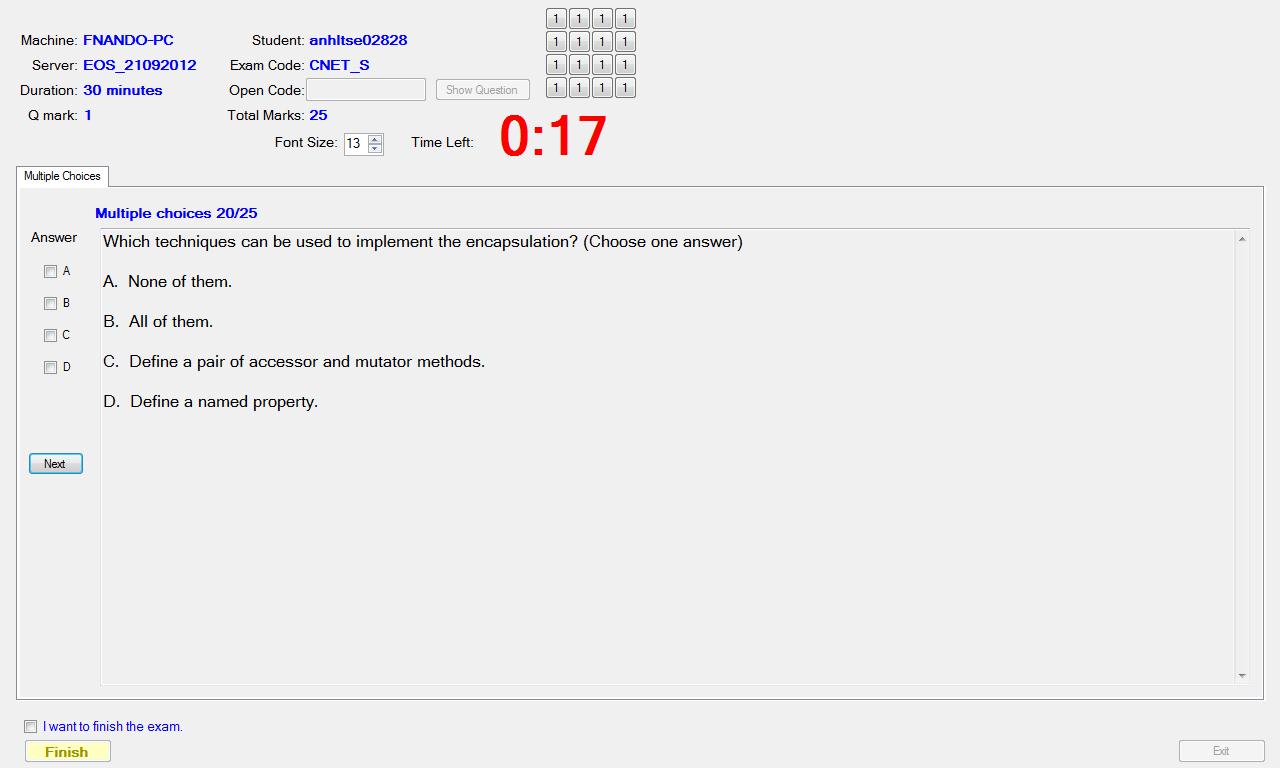 Machine: FNANDO-PC Student: anhltse02828
Server: EOS_21092012 Exam Code: CNET_S
Duration: 30 minutes Open Code: Show Question
Q mark: 1 Total Marks: 25
1 1 1 1
1 1 1 1
1 1 1 1
1 1 1 1
Font Size: 13 Time Left: 0:17
Multiple Choices
Multiple choices 20/25
Answer
A
B
C
D
Next
Which techniques can be used to implement the encapsulation? (Choose one answer)
A. None of them.
B. All of them.
C. Define a pair of accessor and mutator methods.
D. Define a named property.
I want to finish the exam.
Finish
Exit